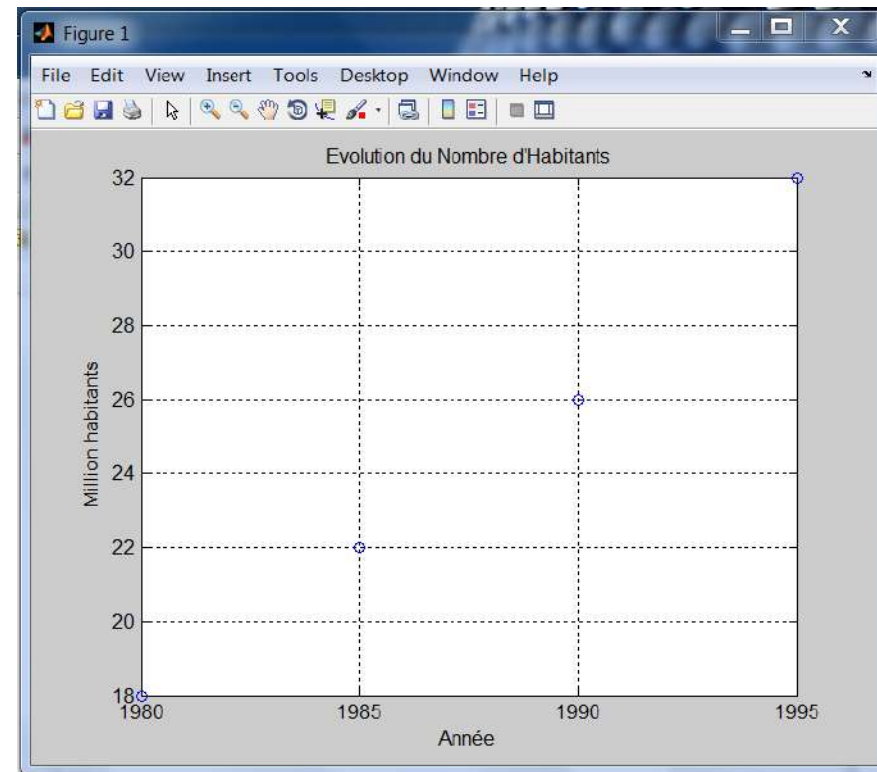 Figure 1
File Edit View Insert Tools Desktop Window Help
Evolution du Nombre d'Habitants
32
30
28
26
24
22
20
18
Million habitants
1980 1985 1990 1995
Année